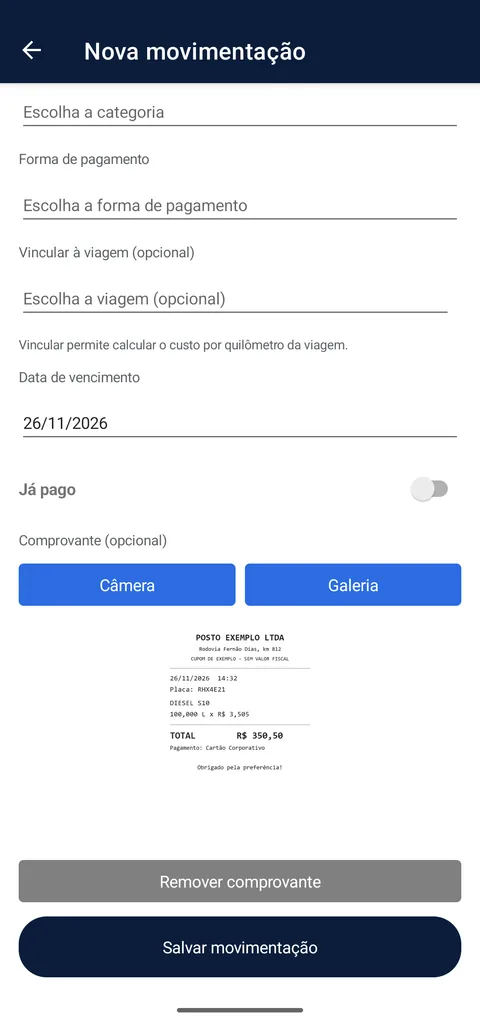 Nova movimentação
Escolha a categoria
Forma de pagamento
Escolha a forma de pagamento
Vincular à viagem (opcional)
Escolha a viagem (opcional)
Vincular permite calcular o custo por quilômetro da viagem.
Data de vencimento
26/11/2026
Já pago
Comprovante (opcional)
Câmera
Galeria
POSTO EXEMPLO LTDA
Rodovia Fernão Dias, km 812
CUPOM DE EXEMPLO - SEM VALOR FISCAL
26/11/2026 14:32
Placa: RHX4E21
DIESEL S10
100,000 L x R$ 3,505
TOTAL R$ 350,50
Pagamento: Cartão Corporativo
Obrigado pela preferência!
Remover comprovante
Salvar movimentação